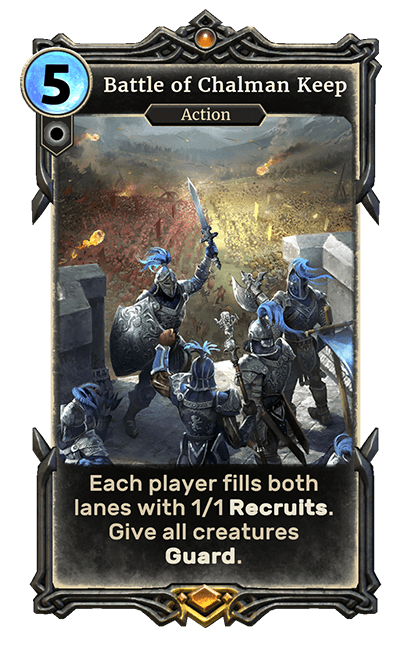 5
Battle of Chalman Keep
Action
Each player fills both
lanes with 1/1 Recruits.
Give all creatures
Guard.